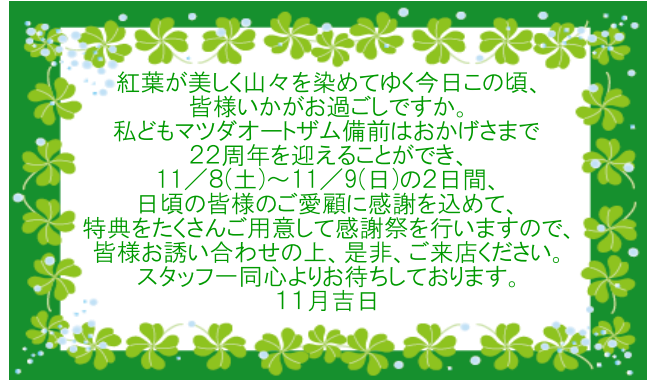 紅葉が美しく山々を染めてゆく今日この頃、
皆様いかがお過ごしですか。
私どもマツダオートザム備前はおかげさまで
２２周年を迎えることができ、
１１／８（土）～１１／９（日）の２日間、
日頃の皆様のご愛顧に感謝を込めて、
特典をたくさんご用意して感謝祭を行いますので、
皆様お誘い合わせの上、是非、ご来店ください。
スタッフ一同心よりお待ちしております。
１１月吉日